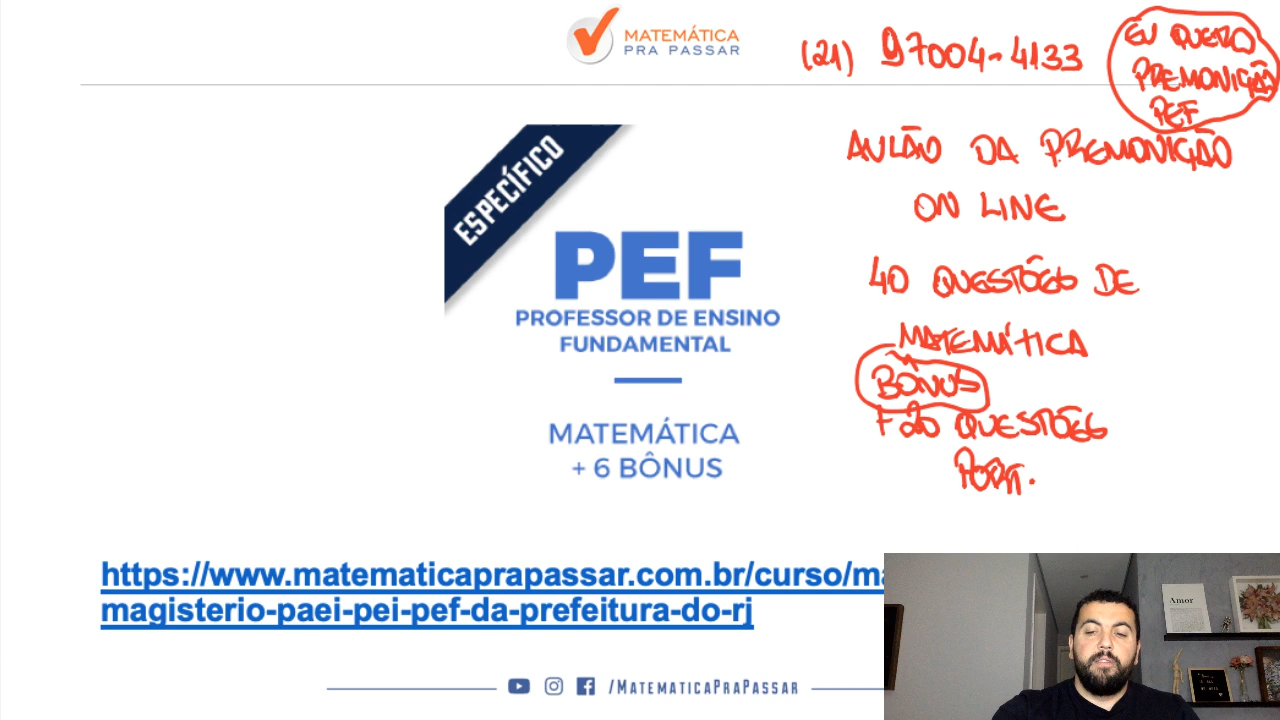 MATEMÁTICA
PRA PASSAR
(21) 97004-4133
EU QUERO
PREMONIÇÃO
PEF
AULÃO DA PREMONIÇÃO
ON LINE
40 QUESTÕES DE
MATEMÁTICA
BÔNUS
+ 20 QUESTÕES
PORT.
ESPECÍFICO
PEF
PROFESSOR DE ENSINO
FUNDAMENTAL
MATEMÁTICA
+ 6 BÔNUS
https://www.matematicaprapassar.com.br/curso/ma
magisterio-paei-pei-pef-da-prefeitura-do-rj
/MATEMATICAPRAPASSAR
Amor